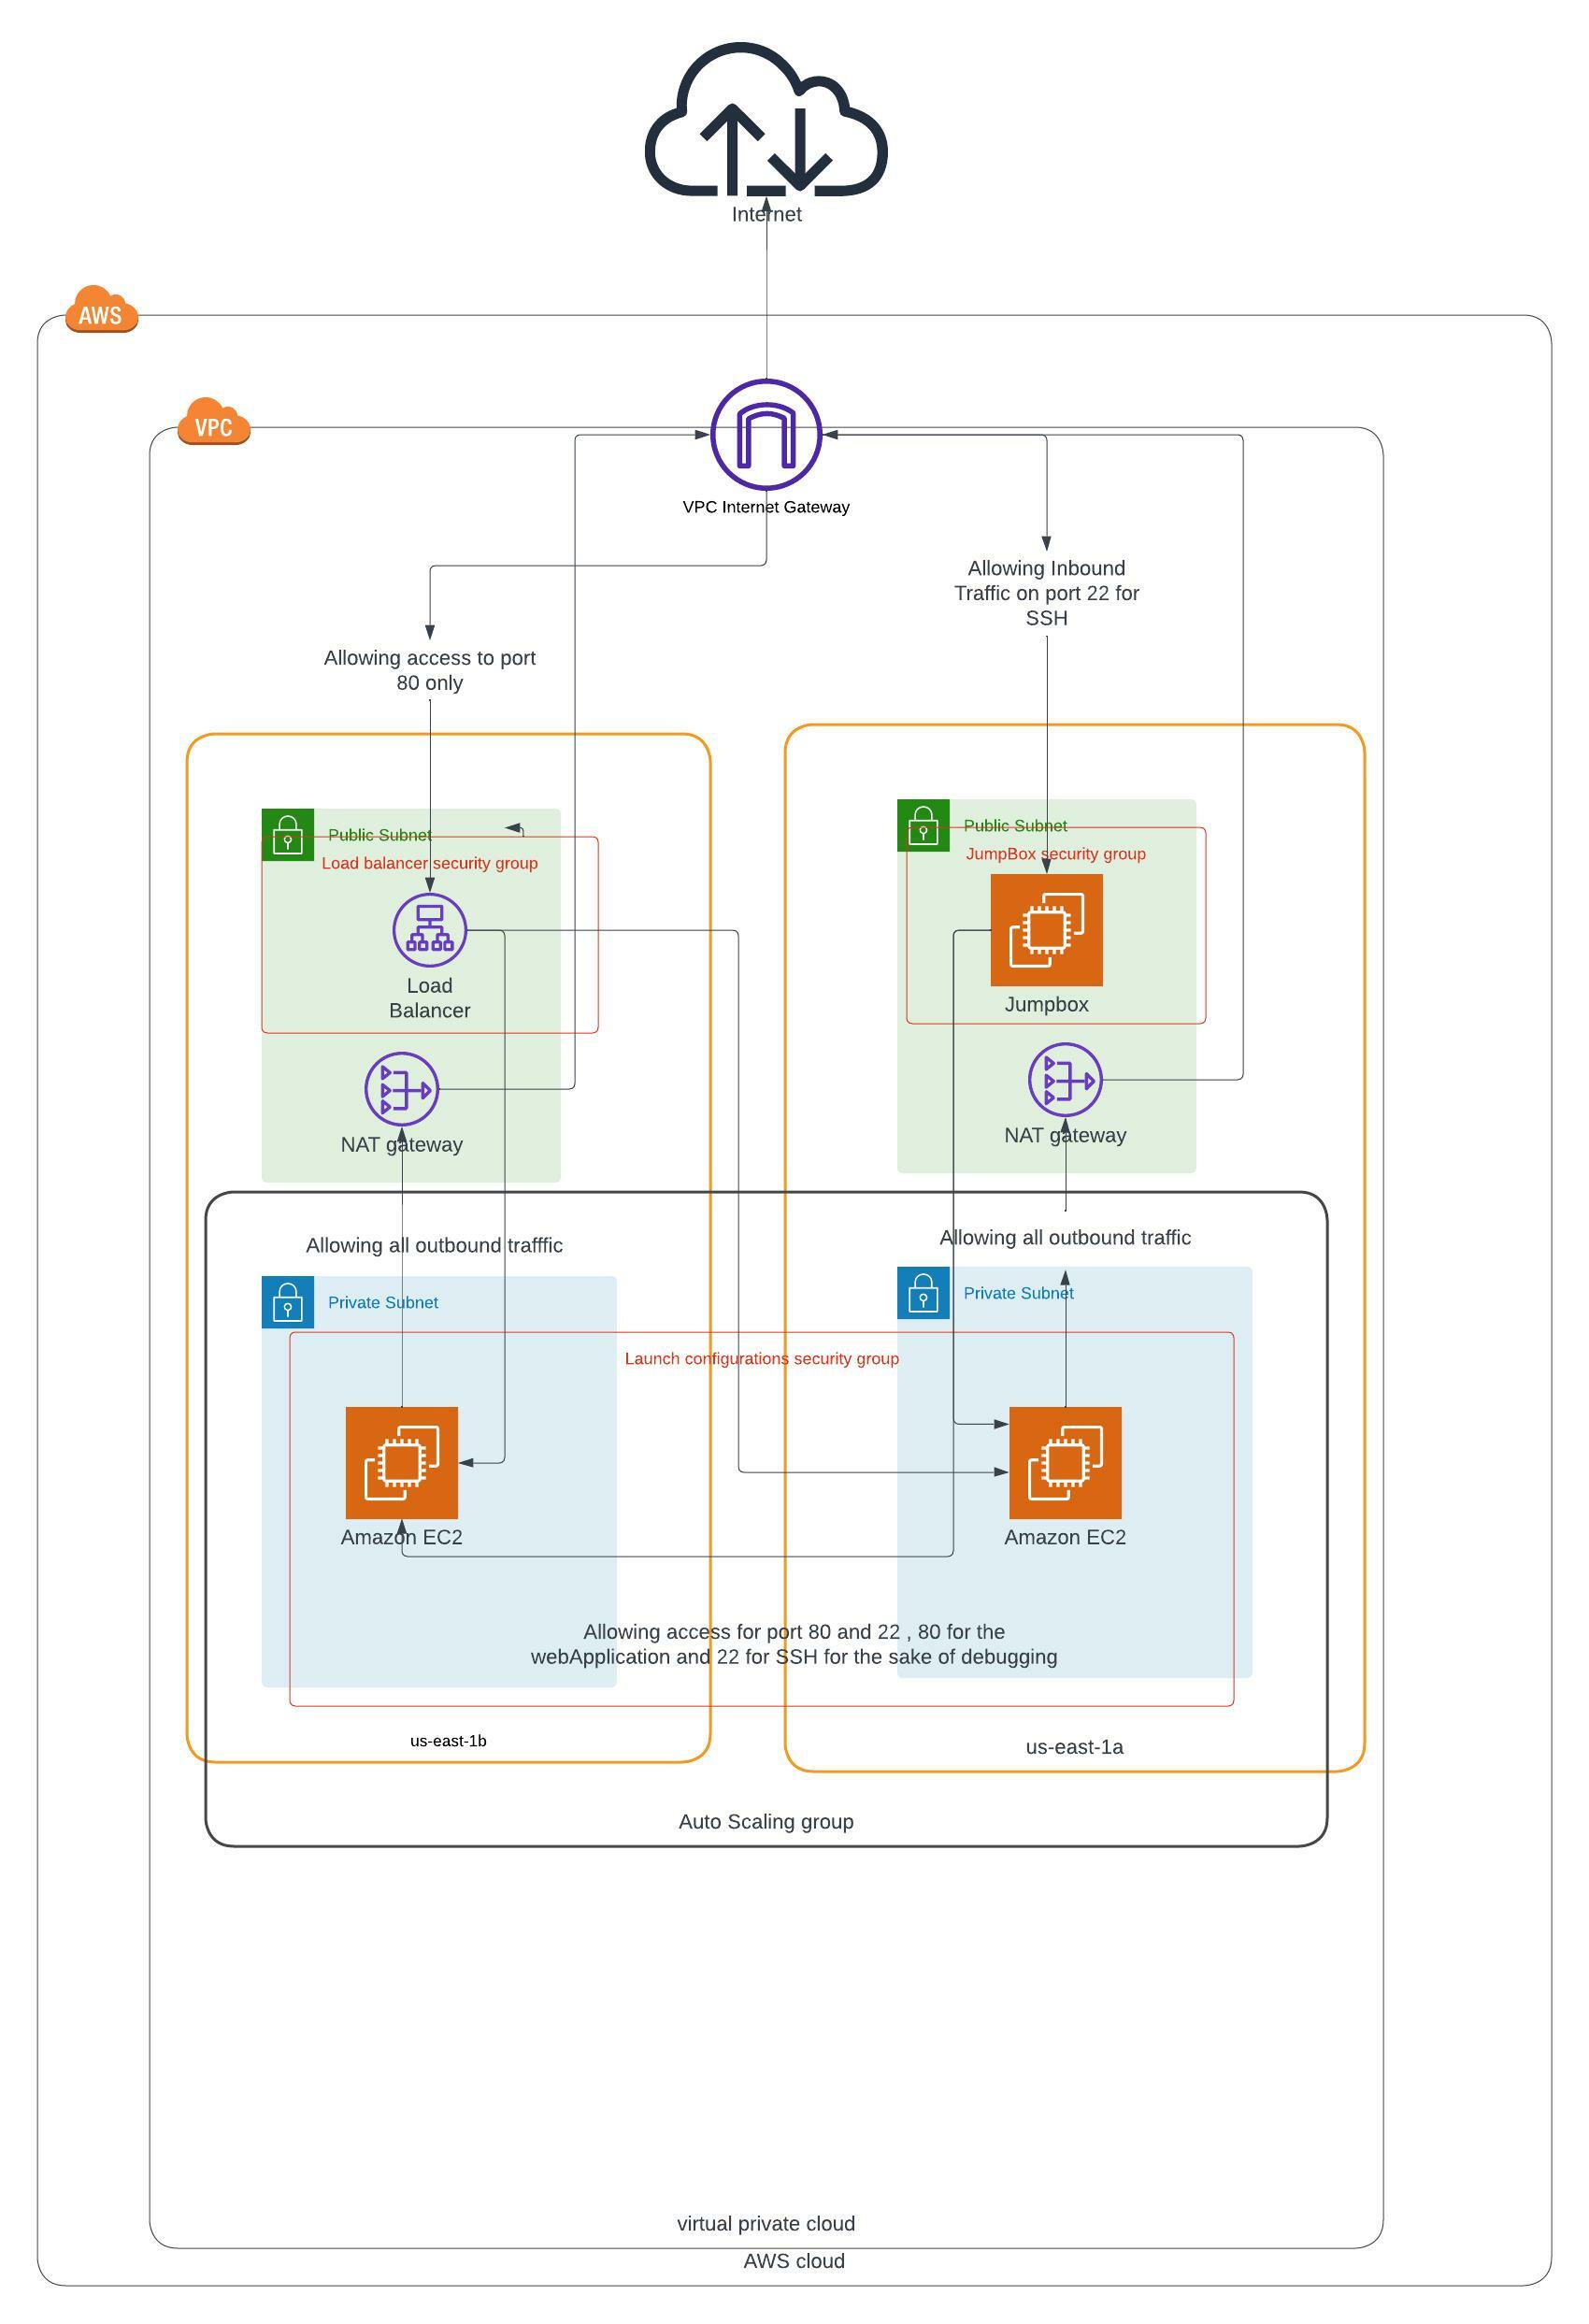 Internet
AWS
VPC
VPC Internet Gateway
Allowing Inbound
Traffic on port 22 for
SSH
Allowing access to port
80 only
Public Subnet
Load balancer security group
Load
Balancer
NAT gateway
Public Subnet
JumpBox security group
Jumpbox
NAT gateway
Allowing all outbound trafffic
Allowing all outbound traffic
Private Subnet
Private Subnet
Launch configurations security group
Amazon EC2
Amazon EC2
Allowing access for port 80 and 22 , 80 for the
webApplication and 22 for SSH for the sake of debugging
us-east-1b
us-east-1a
Auto Scaling group
virtual private cloud
AWS cloud